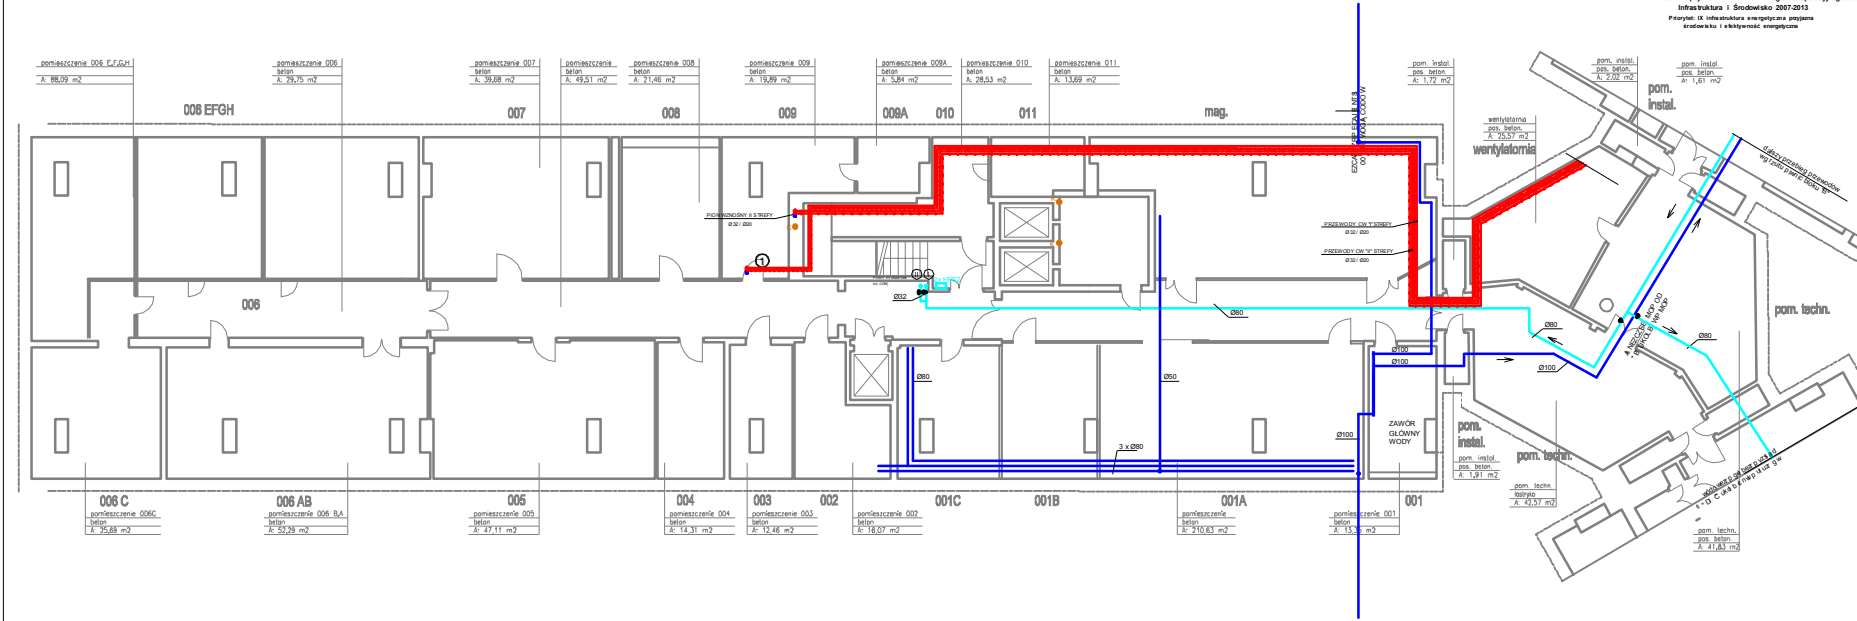 Infrastruktura i Środowisko 2007-2013
Priorytet: IX infrastruktura energetyczna przyjazna
środowisku i efektywność energetyczna
pomieszczenie 006 E,F,G,H
A: 88,09 m2
pomieszczenie 006
beton
A: 29,75 m2
pomieszczenie 007
beton
A: 39,68 m2
pomieszczenie
beton
A: 49,51 m2
pomieszczenie 008
beton
A: 21,46 m2
pomieszczenie 009
beton
A: 19,89 m2
pomieszczenie 009A
beton
A: 5,84 m2
pomieszczenie 010
beton
A: 28,53 m2
pomieszczenie 011
beton
A: 13,69 m2
pom. instal.
pos. beton.
A: 1,72 m2
pom. instal.
pos. beton.
A: 2,02 m2
pom. instal.
pos. beton.
A: 1,61 m2
006 EFGH
007
008
009
009A
010
011
mag.
pom.
instal.
wentylatornia
pos. beton.
A: 25,57 m2
wentylatornia
dalszy przebieg przewodów
wg rzutu piwnic bloku "B"
PION WZNOŚNY II STREFY
Ø32 / Ø20
PRZEWODY CW "I" STREFY
Ø32 / Ø20
PRZEWODY CW "II" STREFY
Ø32 / Ø20
1
II
I
Ø32
006
Ø80
Ø80
Ø80
pom. techn.
Ø100
Ø100
Ø100
Ø80
Ø50
Ø100
3 x Ø80
ZAWÓR
GŁÓWNY
WODY
pom.
instal.
pom. techn.
pom. instal.
pos. beton.
A: 1,91 m2
pom. techn.
lastryko
A: 42,57 m2
pom. techn.
pos. beton.
A: 41,83 m2
006 C
006 AB
005
004
003
002
001C
001B
001A
001
pomieszczenie 006C
beton
A: 25,69 m2
pomieszczenie 006 B,A
beton
A: 52,29 m2
pomieszczenie 005
beton
A: 47,11 m2
pomieszczenie 004
beton
A: 14,31 m2
pomieszczenie 003
beton
A: 12,46 m2
pomieszczenie 002
beton
A: 16,07 m2
pomieszczenie
beton
A: 210,63 m2
pomieszczenie 001
beton